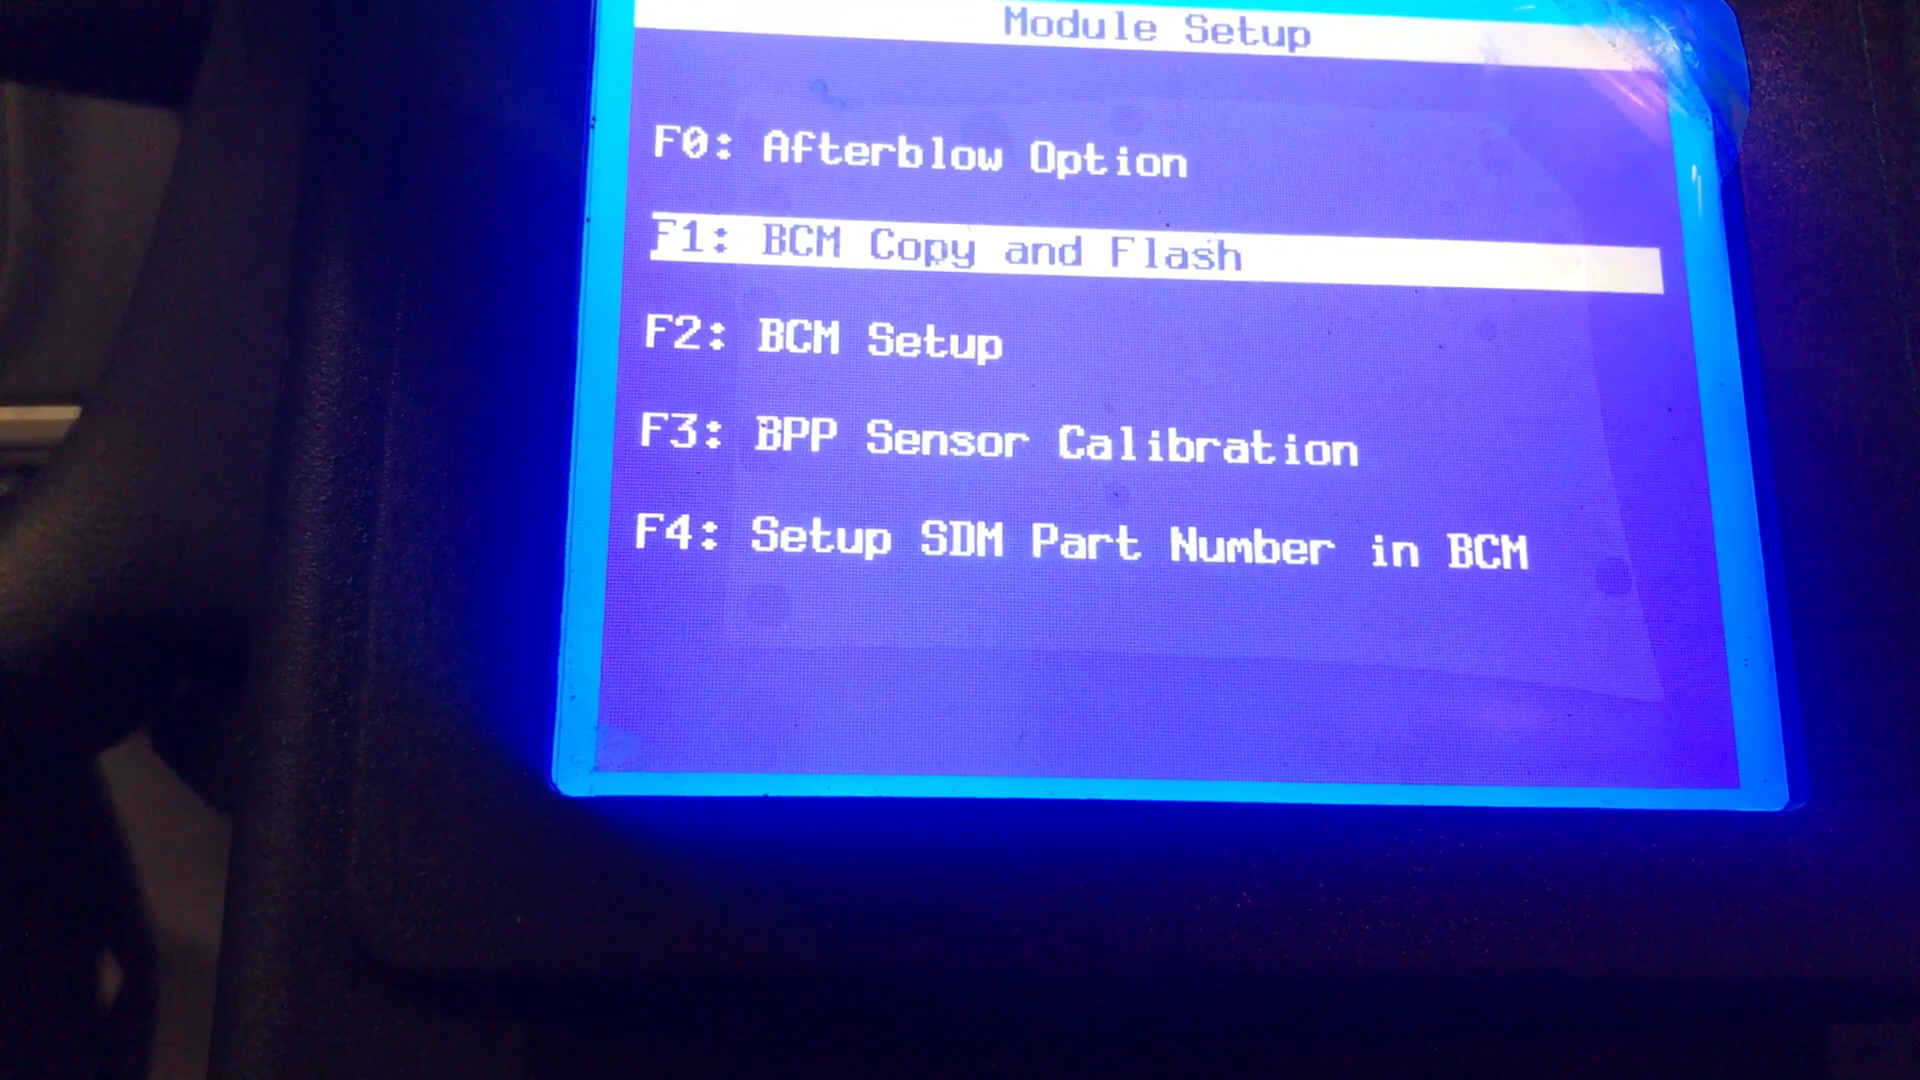 Module Setup
F0: Afterblow Option
F1: BCM Copy and Flash
F2: BCM Setup
F3: BPP Sensor Calibration
F4: Setup SDM Part Number in BCM